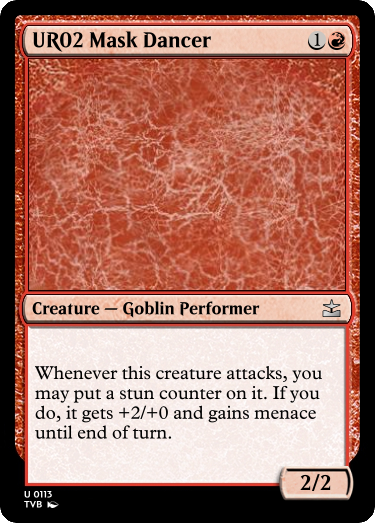 UR02 Mask Dancer 1
Creature — Goblin Performer
Whenever this creature attacks, you
may put a stun counter on it. If you
do, it gets +2/+0 and gains menace
until end of turn.
2/2
U 0113
TVB